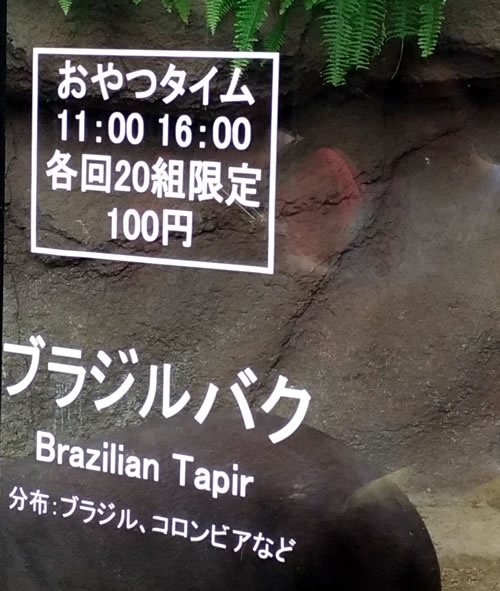 おやつタイム
11:00 16:00
各回20組限定
100円
ブラジルバク
Brazilian Tapir
分布:ブラジル、コロンビアなど